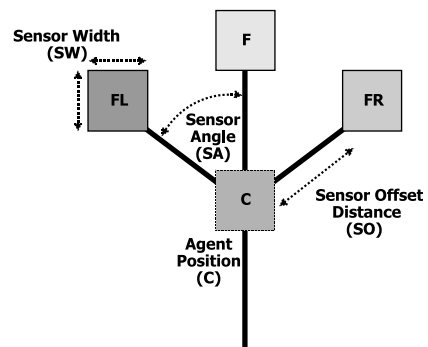 Sensor Width
(SW)
F
FL
FR
Sensor
Angle
(SA)
C
Sensor Offset
Distance
(SO)
Agent
Position
(C)